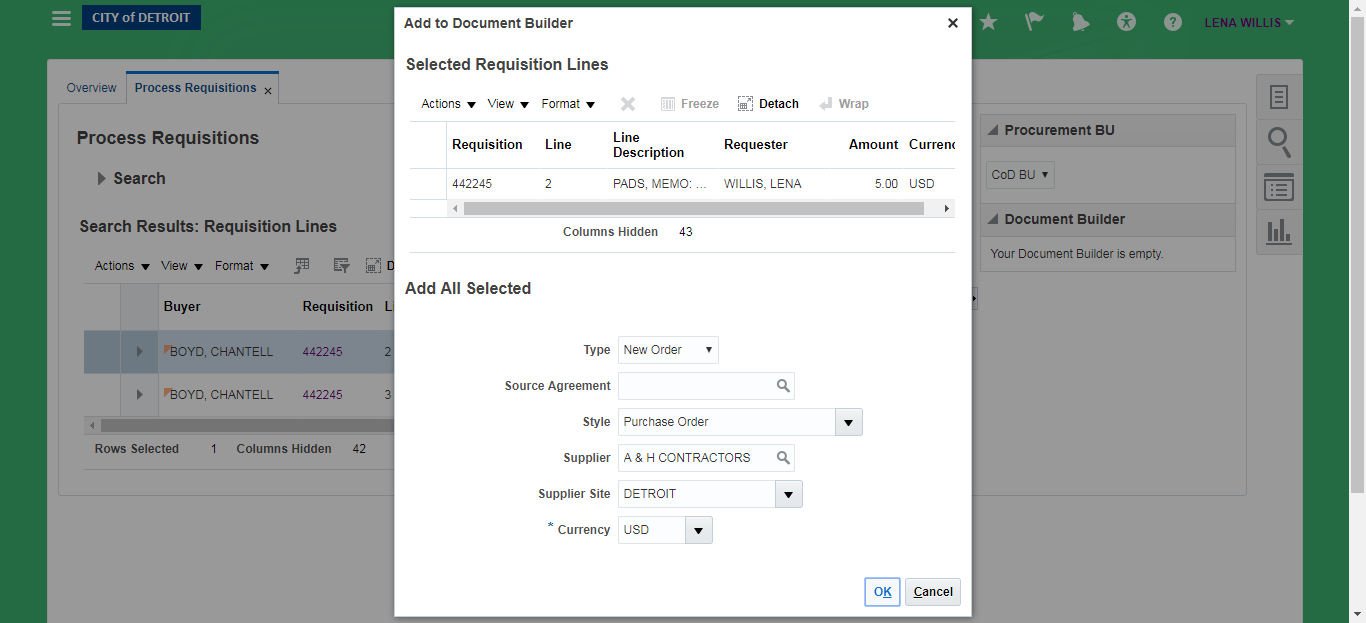 CITY of DETROIT
LENA WILLIS
Overview
Process Requisitions
Process Requisitions
Search
Search Results: Requisition Lines
Actions View Format D
Buyer Requisition Li
BOYD, CHANTELL 442245 2
BOYD, CHANTELL 442245 3
Rows Selected 1 Columns Hidden 42
Add to Document Builder
Selected Requisition Lines
Actions View Format Freeze Detach Wrap
Requisition Line Line Description Requester Amount Currenc
442245 2 PADS, MEMO: ... WILLIS, LENA 5.00 USD
Columns Hidden 43
Add All Selected
Type New Order
Source Agreement
Style Purchase Order
Supplier A & H CONTRACTORS
Supplier Site DETROIT
* Currency USD
OK Cancel
Procurement BU
CoD BU
Document Builder
Your Document Builder is empty.